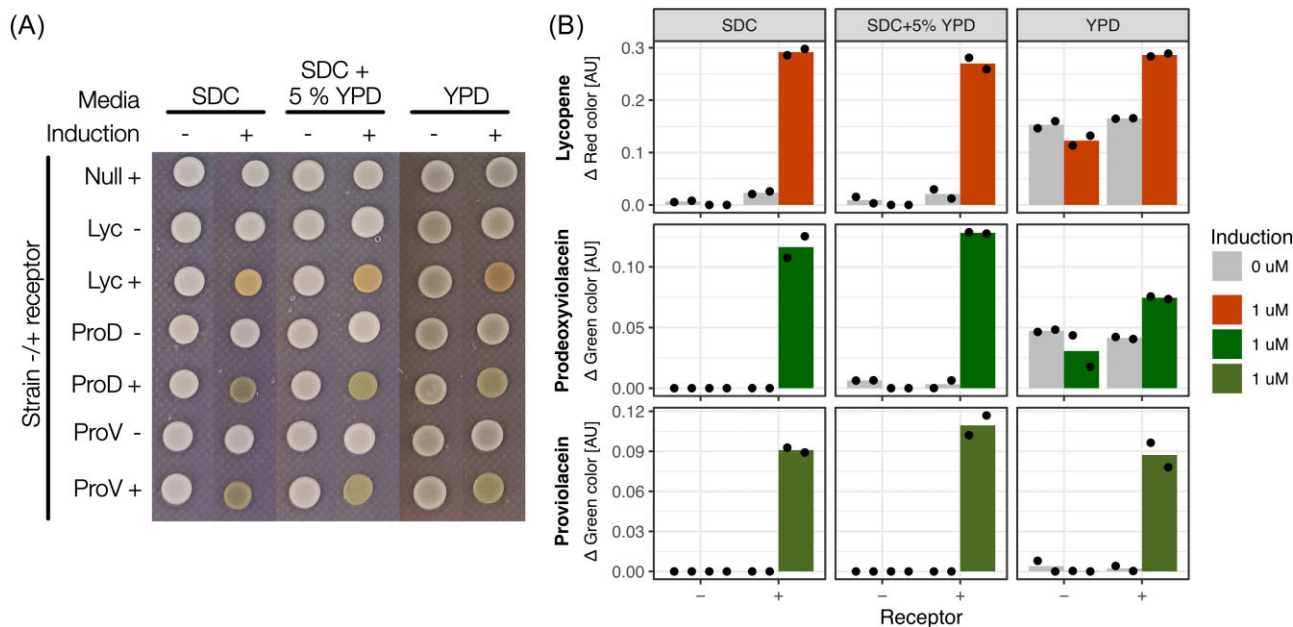 (A)
Media
SDC
SDC +
5 % YPD
YPD
Induction
- + - + - +
Strain -/+ receptor
Null +
Lyc -
Lyc +
ProD -
ProD +
ProV -
ProV +
(B)
SDC
SDC+5% YPD
YPD
Lycopene
Δ Red color [AU]
0.3
0.2
0.1
0.0
Prodeoxyviolacein
Δ Green color [AU]
0.10
0.05
0.00
Proviolacein
Δ Green color [AU]
0.12
0.09
0.06
0.03
0.00
− + − + − +
Receptor
Induction
0 uM
1 uM
1 uM
1 uM